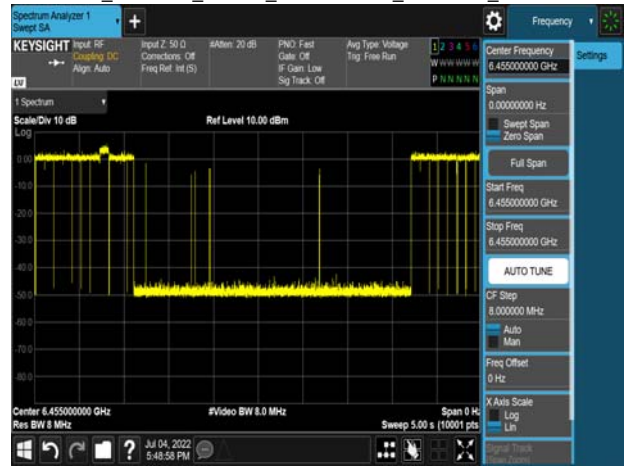 Spectrum Analyzer 1
Swept SA
Frequency
KEYSIGHT
Input: RF
Coupling: DC
Align: Auto
Input Z: 50 Ω
Corrections: Off
Freq Ref: Int (S)
#Atten: 20 dB
PNO: Fast
Gate: Off
IF Gain: Low
Sig Track: Off
Avg Type: Voltage
Trig: Free Run
1 2 3 4 5 6
W W W W W W
P N N N N N
LW
1 Spectrum
Scale/Div 10 dB
Ref Level 10.00 dBm
Log
0.00
-10.0
-20.0
-30.0
-40.0
-50.0
-60.0
-70.0
-80.0
Center 6.455000000 GHz
#Video BW 8.0 MHz
Span 0 Hz
Res BW 8 MHz
Sweep 5.00 s (10001 pts
Jul 04, 2022
5:48:58 PM
Center Frequency
6.455000000 GHz
Settings
Span
0.00000000 Hz
Swept Span
Zero Span
Full Span
Start Freq
6.455000000 GHz
Stop Freq
6.455000000 GHz
AUTO TUNE
CF Step
8.000000 MHz
Auto
Man
Freq Offset
0 Hz
X Axis Scale
Log
Lin
Signal Track